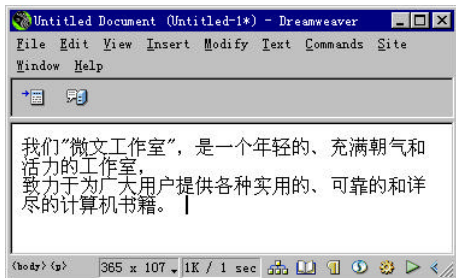 Untitled Document (Untitled-1*) - Dreamweaver
File Edit View Insert Modify Text Commands Site
Window Help
我们"微文工作室"，是一个年轻的、充满朝气和
活力的工作室，
致力于为广大用户提供各种实用的、可靠的和详
尽的计算机书籍。
<body> <p> 365 x 107 1K / 1 sec